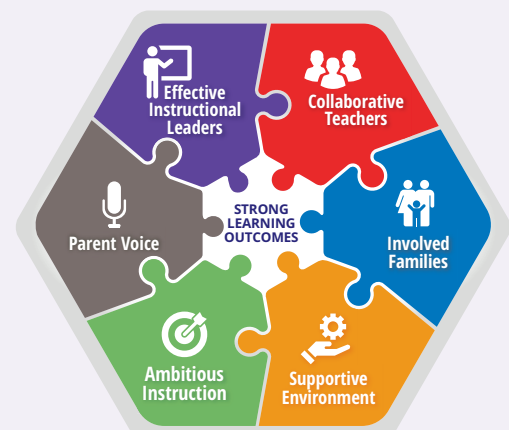 Effective
Instructional
Leaders
Collaborative
Teachers
Parent Voice
STRONG
LEARNING
OUTCOMES
Involved
Families
Ambitious
Instruction
Supportive
Environment